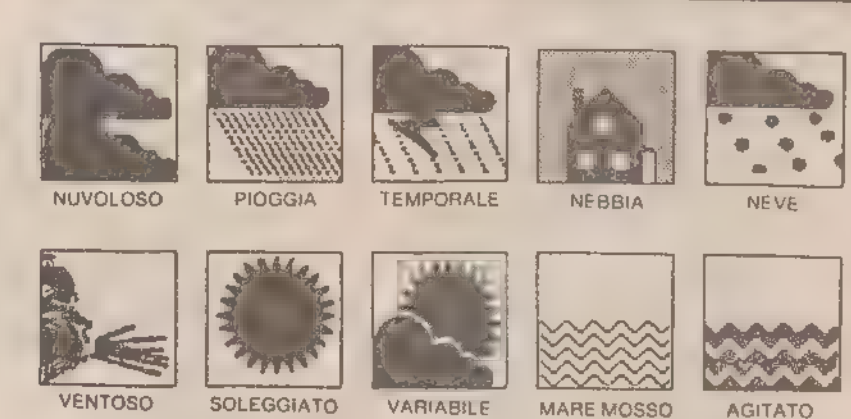 NUVOLOSO PIOGGIA TEMPORALE NEBBIA NEVE
VENTOSO SOLEGGIATO VARIABILE MARE MOSSO AGITATO